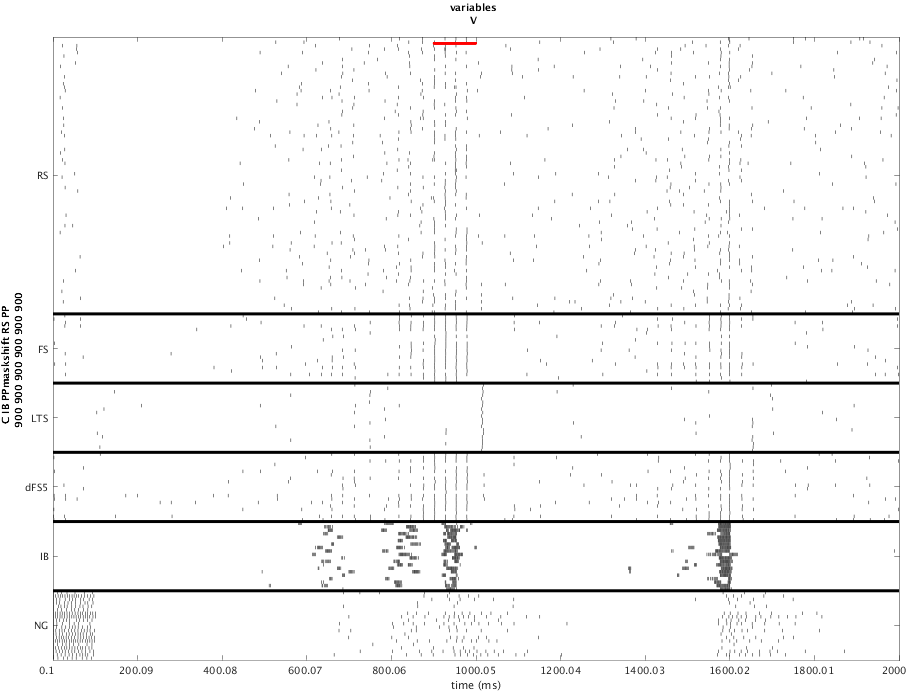 variables
V
RS
FS
LTS
dFS5
IB
NG
C IB PPmaskshift RS PP
900 900 900 900 900 900 900
0.1 200.09 400.08 600.07 800.06 1000.05 1200.04 1400.03 1600.02 1800.01 2000
time (ms)